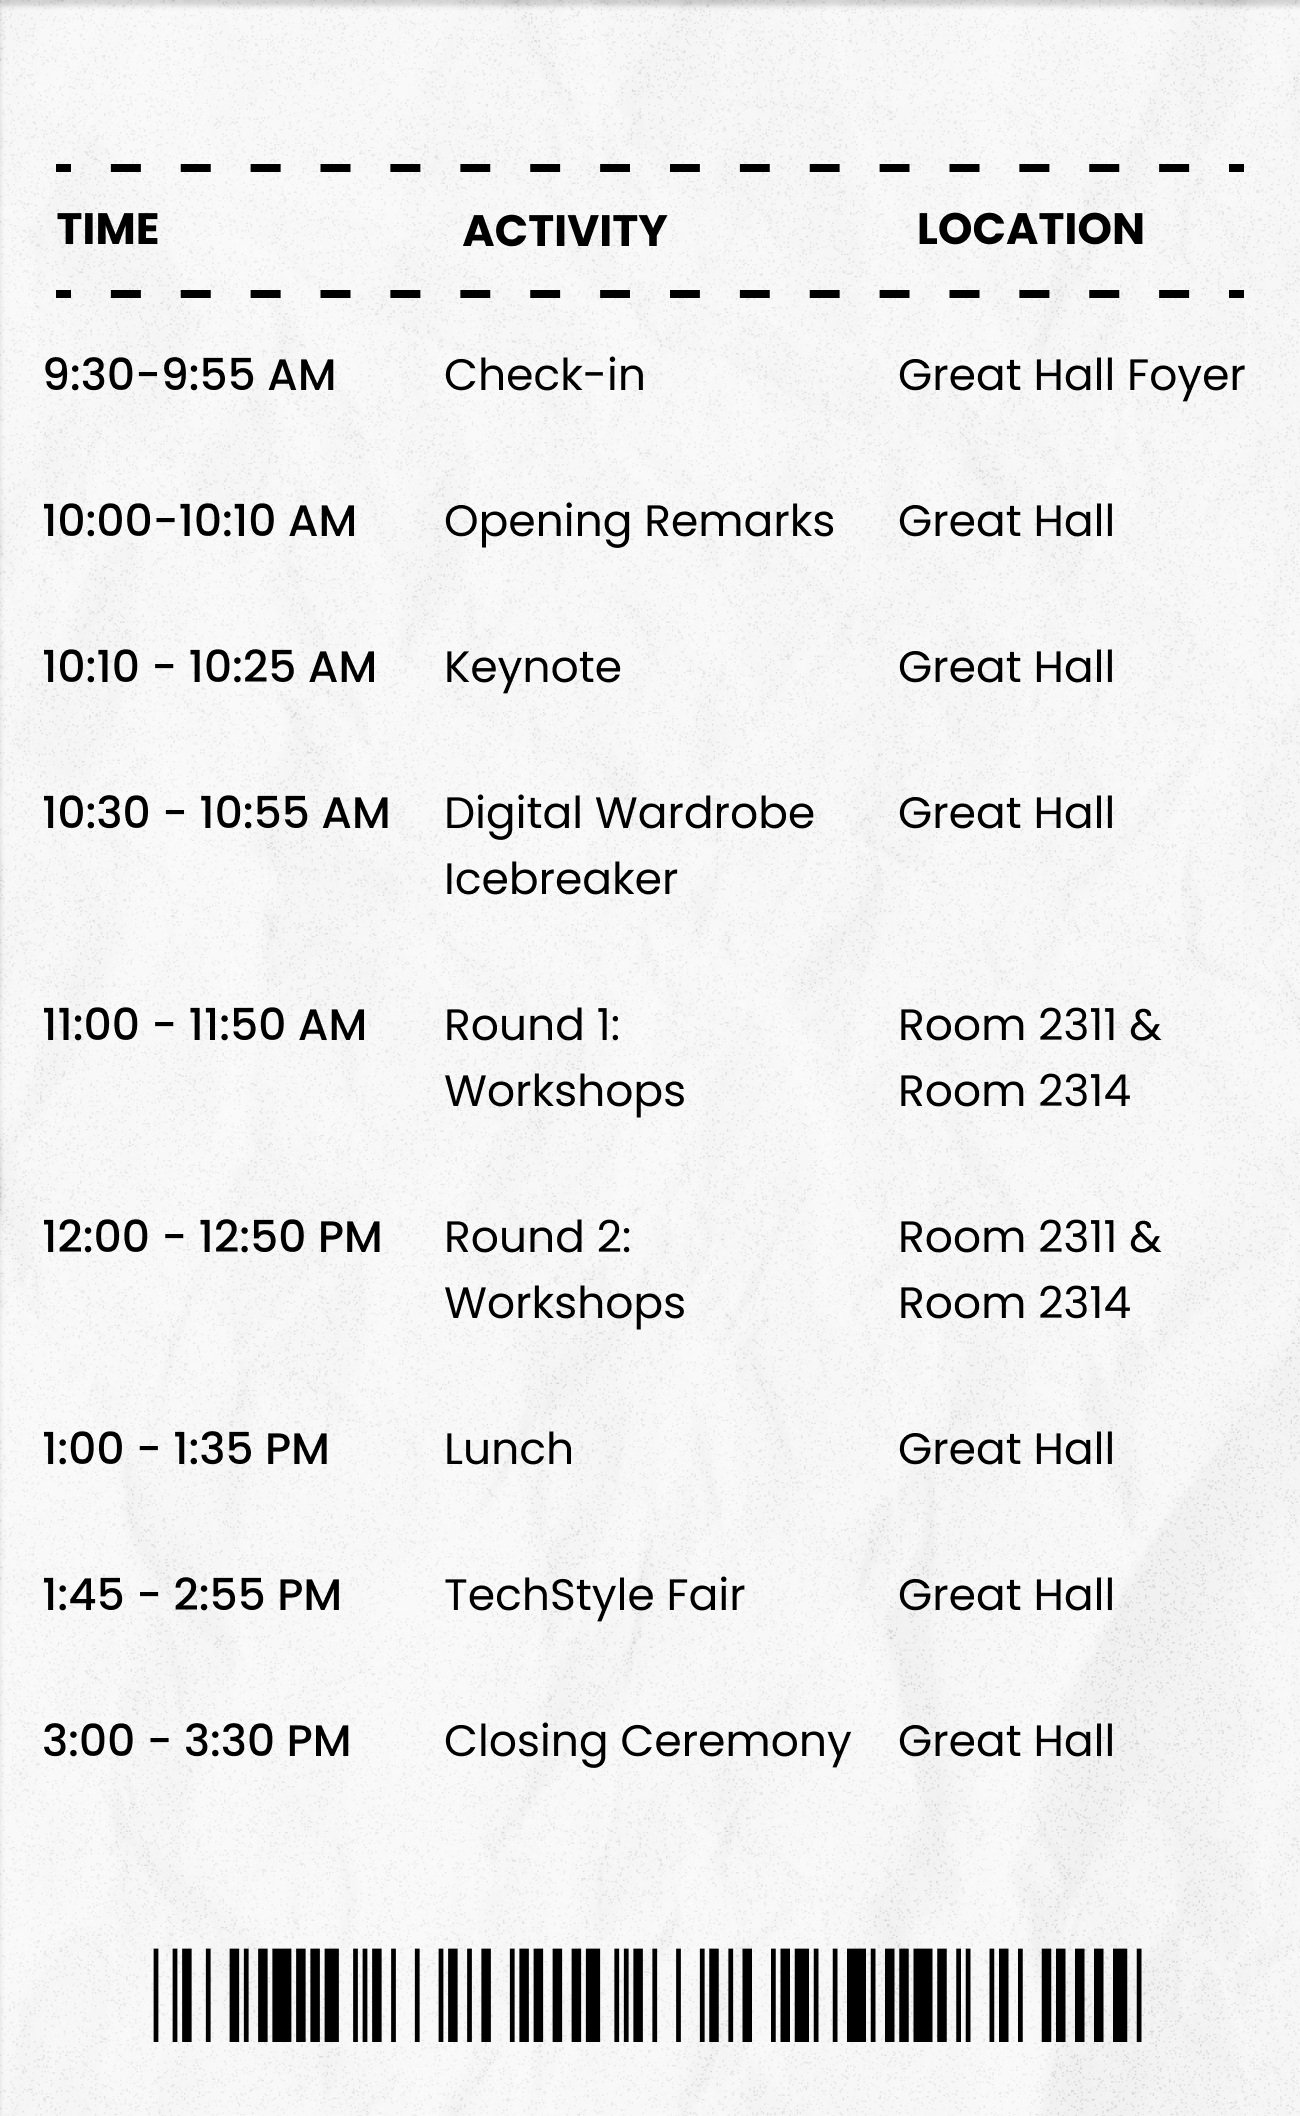 TIME ACTIVITY LOCATION
9:30-9:55 AM Check-in Great Hall Foyer
10:00-10:10 AM Opening Remarks Great Hall
10:10 - 10:25 AM Keynote Great Hall
10:30 - 10:55 AM Digital Wardrobe Great Hall
Icebreaker
11:00 - 11:50 AM Round 1: Room 2311 &
Workshops Room 2314
12:00 - 12:50 PM Round 2: Room 2311 &
Workshops Room 2314
1:00 - 1:35 PM Lunch Great Hall
1:45 - 2:55 PM TechStyle Fair Great Hall
3:00 - 3:30 PM Closing Ceremony Great Hall